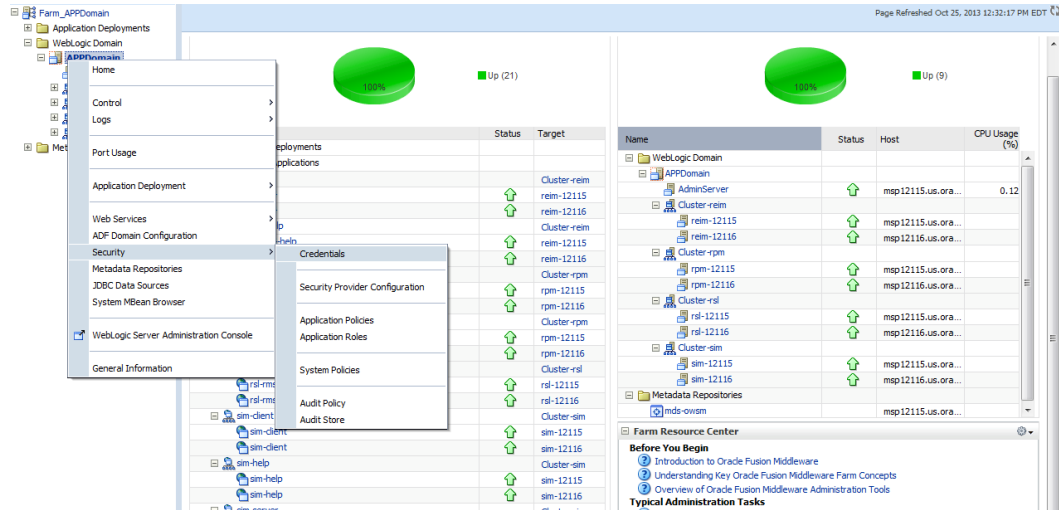 Farm_APPDomain
Application Deployments
WebLogic Domain
APPDomain
Page Refreshed Oct 25, 2013 12:32:17 PM EDT
Home
Control
Logs
Port Usage
Application Deployment
Web Services
ADF Domain Configuration
Security
Metadata Repositories
JDBC Data Sources
System MBean Browser
WebLogic Server Administration Console
General Information
Credentials
Security Provider Configuration
Application Policies
Application Roles
System Policies
Audit Policy
Audit Store
100%
Up (21)
Status Target
Cluster-reim
reim-12115
reim-12116
Cluster-reim
reim-12115
reim-12116
Cluster-rpm
rpm-12115
rpm-12116
Cluster-rpm
rpm-12115
rpm-12116
Cluster-rsl
rsl-12115
rsl-12116
sim-client Cluster-sim
sim-client sim-12115
sim-client sim-12116
sim-help Cluster-sim
sim-help sim-12115
sim-help sim-12116
100%
Up (9)
Name Status Host CPU Usage (%)
WebLogic Domain
APPDomain
AdminServer msp12115.us.ora... 0.12
Cluster-reim
reim-12115 msp12115.us.ora...
reim-12116 msp12116.us.ora...
Cluster-rpm
rpm-12115 msp12115.us.ora...
rpm-12116 msp12116.us.ora...
Cluster-rsl
rsl-12115 msp12115.us.ora...
rsl-12116 msp12116.us.ora...
Cluster-sim
sim-12115 msp12115.us.ora...
sim-12116 msp12116.us.ora...
Metadata Repositories
mds-owsm msp12115.us.ora...
Farm Resource Center
Before You Begin
Introduction to Oracle Fusion Middleware
Understanding Key Oracle Fusion Middleware Farm Concepts
Overview of Oracle Fusion Middleware Administration Tools
Typical Administration Tasks